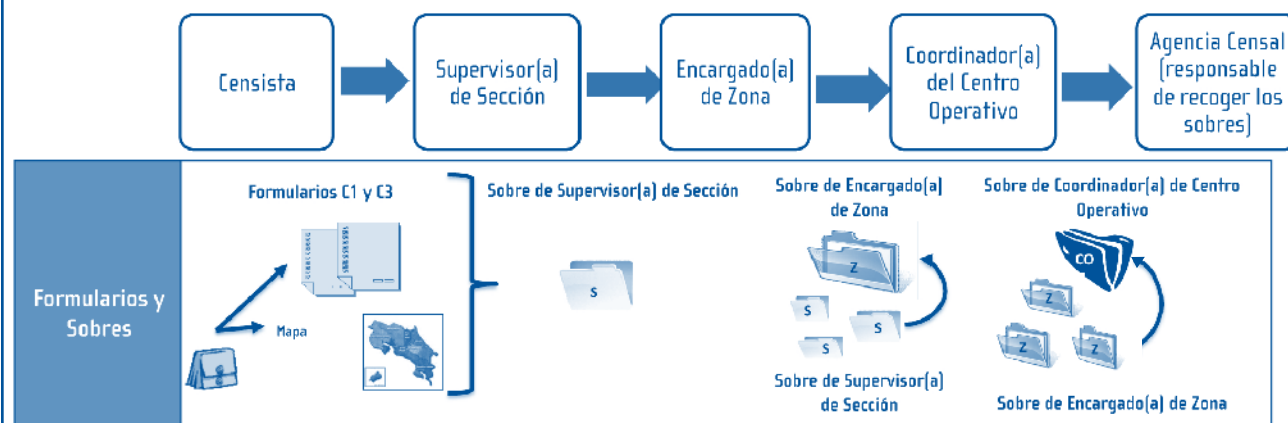 Censista
Supervisor(a)
de Sección
Encargado(a)
de Zona
Coordinador(a)
del Centro
Operativo
Agencia Censal
(responsable
de recoger los
sobres)
Formularios y
Sobres
Formularios C1 y C3
Mapa
Sobre de Supervisor(a) de Sección
S
Sobre de Encargado(a)
de Zona
Z
S
S
S
Sobre de Supervisor(a)
de Sección
Sobre de Coordinador(a) de Centro
Operativo
CO
Z
Z
Z
Sobre de Encargado(a) de Zona